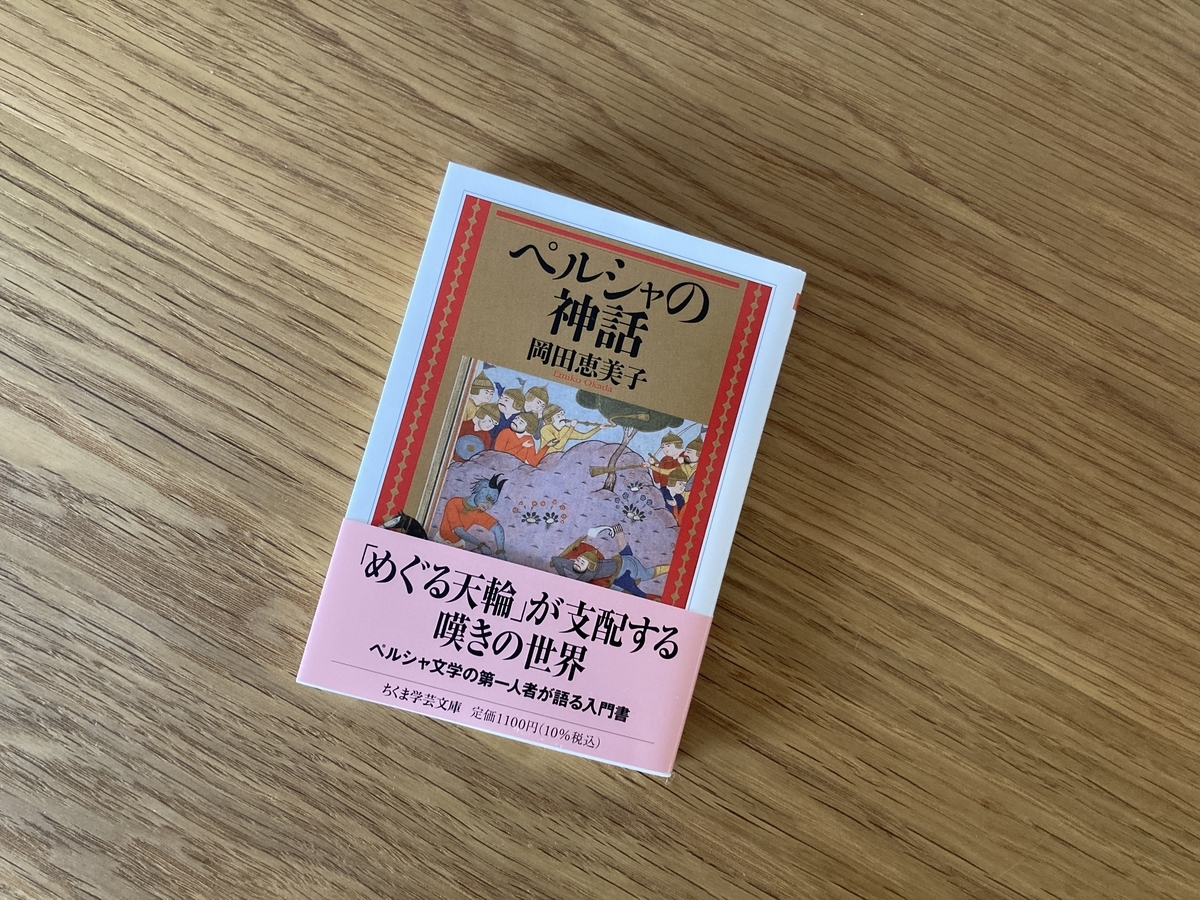 ペルシャの
神話
岡田恵美子
Emiko Okada
「めぐる天輪」が支配する
嘆きの世界
ペルシャ文学の第一人者が語る入門書
ちくま学芸文庫 定価1100円(10%税込)